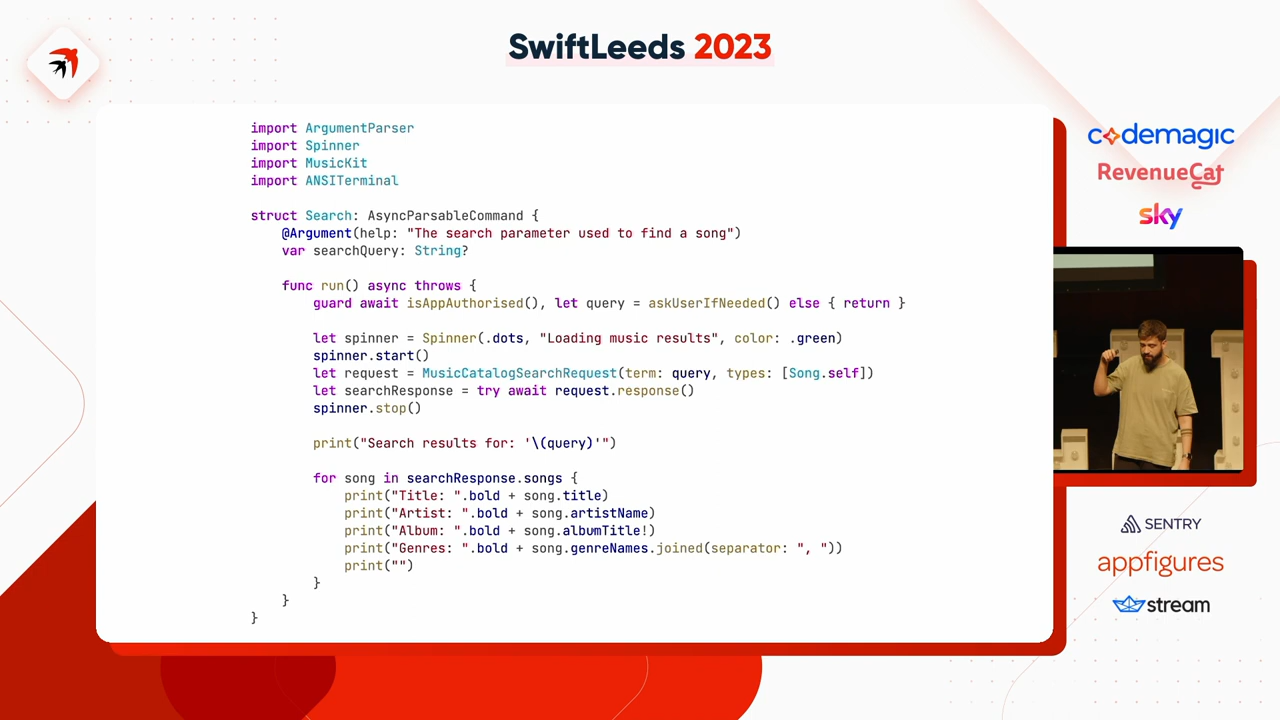 SwiftLeeds 2023
import ArgumentParser
import Spinner
import MusicKit
import ANSITerminal
struct Search: AsyncParsableCommand {
@Argument(help: "The search parameter used to find a song")
var searchQuery: String?
func run() async throws {
guard await isAppAuthorised(), let query = askUserIfNeeded() else { return }
let spinner = Spinner(.dots, "Loading music results", color: .green)
spinner.start()
let request = MusicCatalogSearchRequest(term: query, types: [Song.self])
let searchResponse = try await request.response()
spinner.stop()
print("Search results for: '\(query)'")
for song in searchResponse.songs {
print("Title: ".bold + song.title)
print("Artist: ".bold + song.artistName)
print("Album: ".bold + song.albumTitle!)
print("Genres: ".bold + song.genreNames.joined(separator: ", "))
print("")
}
}
}
codemagic
RevenueCat
sky
SENTRY
appfigures
stream